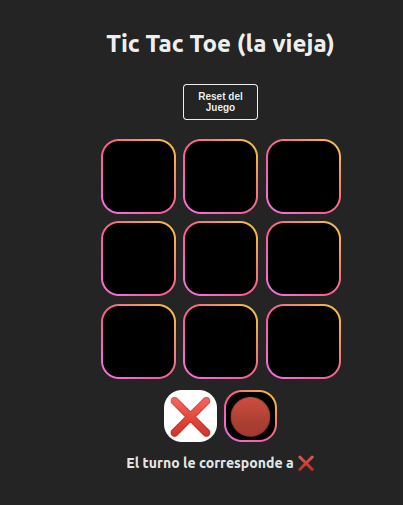 Tic Tac Toe (la vieja)
Reset del
Juego
El turno le corresponde a ❌